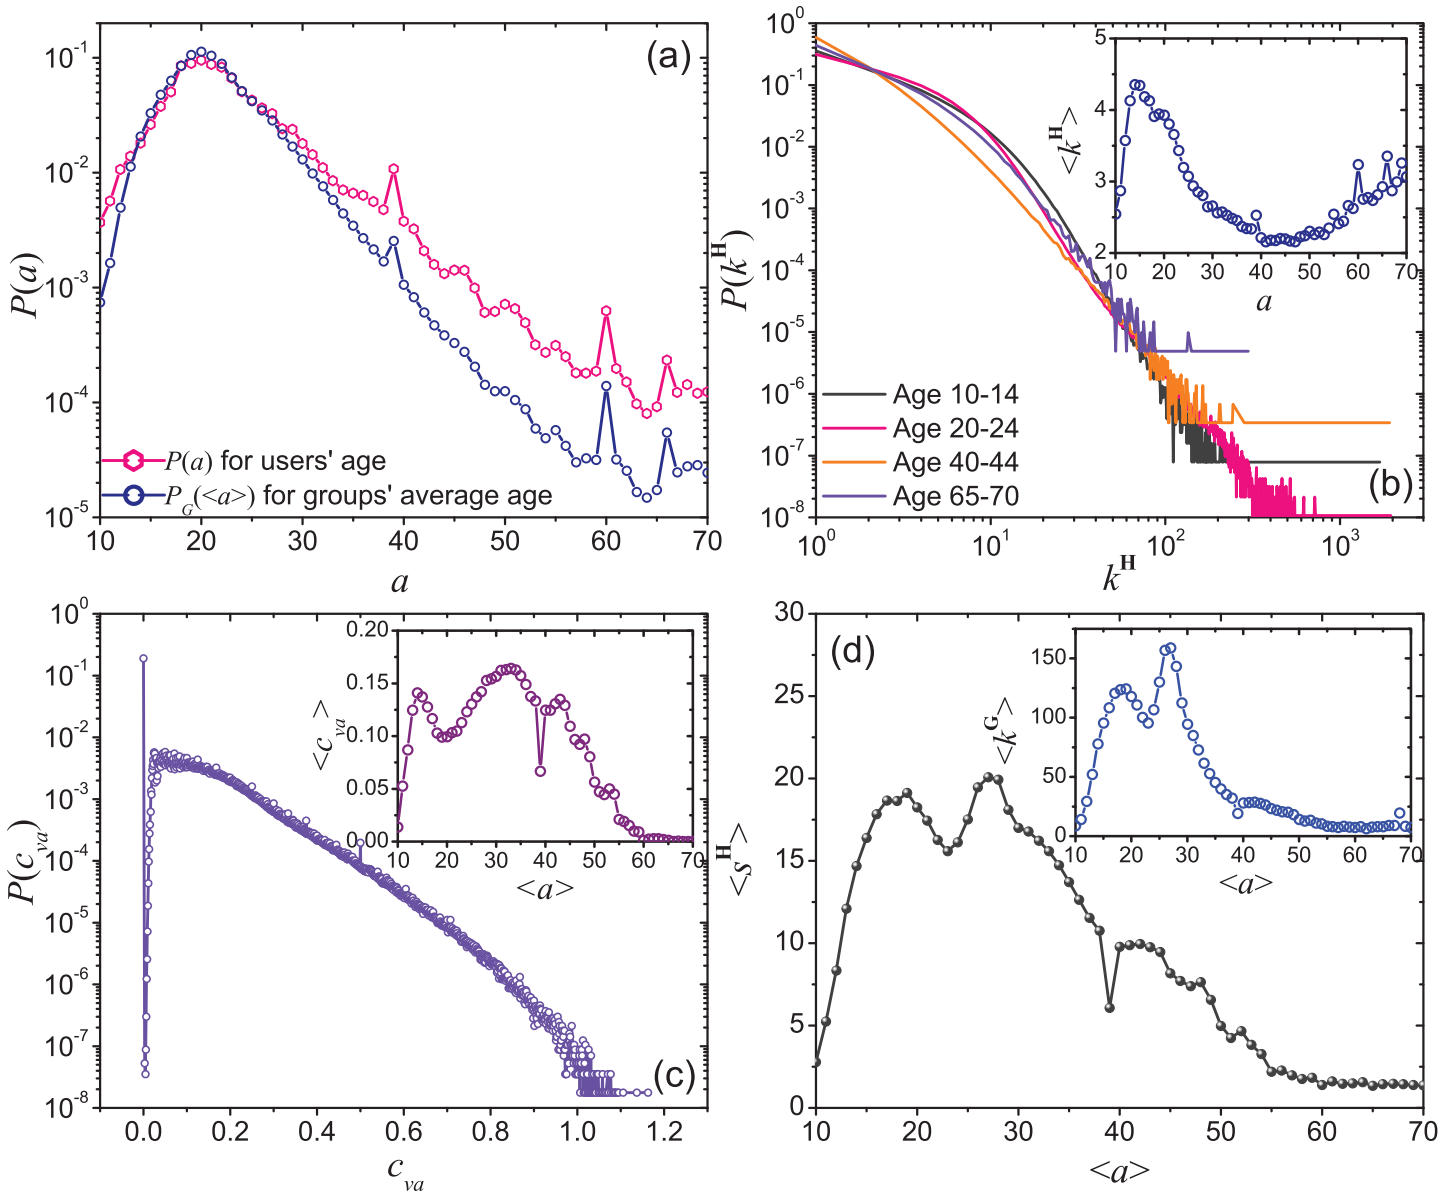 (a)
P(a)
10^-1
10^-2
10^-3
10^-4
10^-5
P(a) for users' age
P_G(<a>) for groups' average age
10 20 30 40 50 60 70
a
(b)
P(k^H)
10^0
10^-1
10^-2
10^-3
10^-4
10^-5
10^-6
10^-7
10^-8
Age 10-14
Age 20-24
Age 40-44
Age 65-70
10^0 10^1 10^2 10^3
k^H
<k^H>
5
4
3
2
10 20 30 40 50 60 70
a
(c)
P(c_va)
10^0
10^-1
10^-2
10^-3
10^-4
10^-5
10^-6
10^-7
10^-8
0.0 0.2 0.4 0.6 0.8 1.0 1.2
c_va
<c_va>
0.20
0.15
0.10
0.05
0.00
10 20 30 40 50 60 70
<a>
(d)
<s^H>
30
25
20
15
10
5
0
10 20 30 40 50 60 70
<a>
<k^G>
150
100
50
0
10 20 30 40 50 60 70
<a>